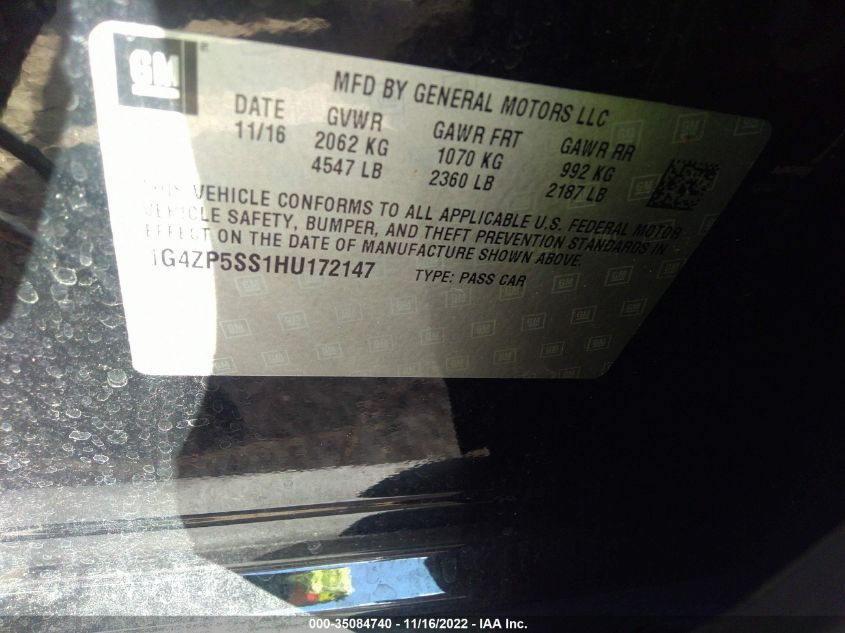 GM
MFD BY GENERAL MOTORS LLC
DATE GVWR GAWR FRT GAWR RR
11/16 2062 KG 1070 KG 992 KG
4547 LB 2360 LB 2187 LB
THIS VEHICLE CONFORMS TO ALL APPLICABLE U.S. FEDERAL MOTOR
VEHICLE SAFETY, BUMPER, AND THEFT PREVENTION STANDARDS IN
EFFECT ON THE DATE OF MANUFACTURE SHOWN ABOVE.
1G4ZP5SS1HU172147 TYPE: PASS CAR
000-35084740 - 11/16/2022 - IAA Inc.